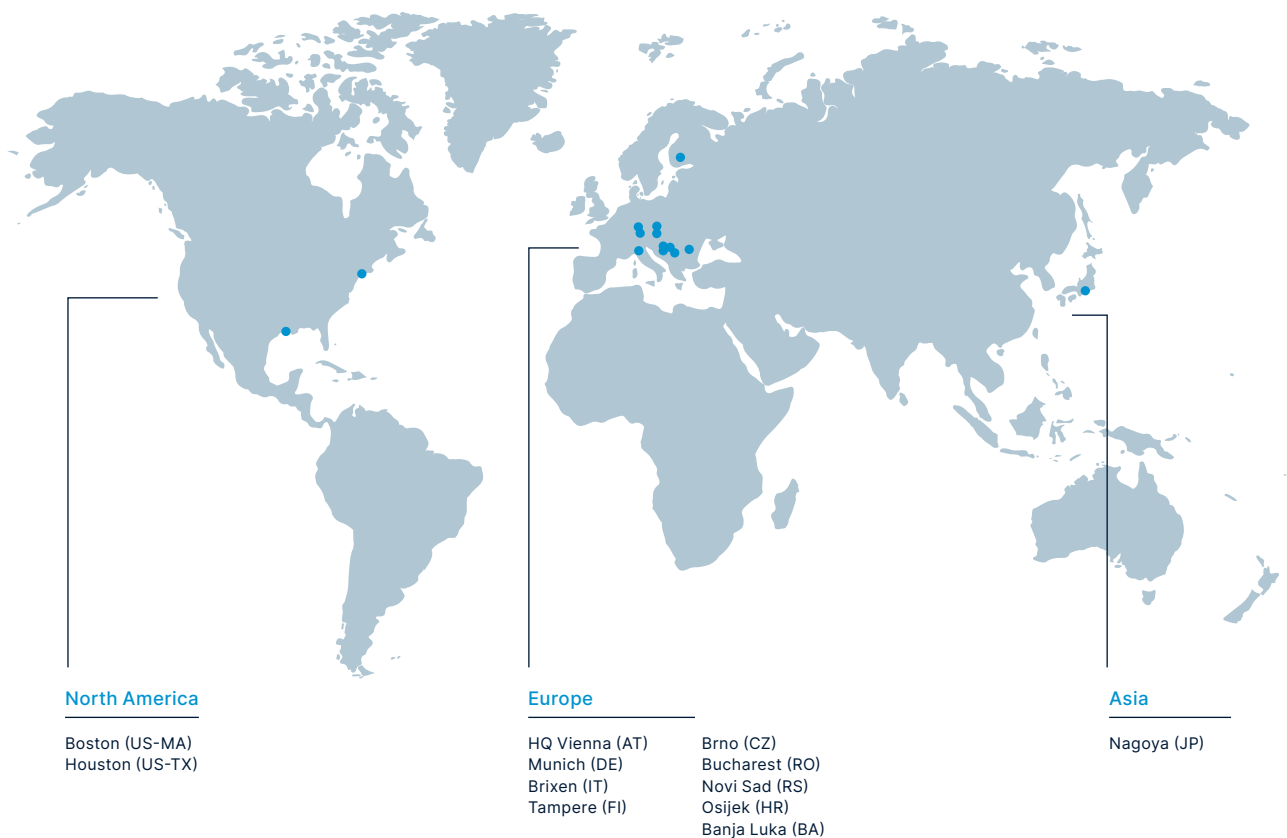 North America
Boston (US-MA)
Houston (US-TX)
Europe
HQ Vienna (AT)
Munich (DE)
Brixen (IT)
Tampere (FI)
Brno (CZ)
Bucharest (RO)
Novi Sad (RS)
Osijek (HR)
Banja Luka (BA)
Asia
Nagoya (JP)